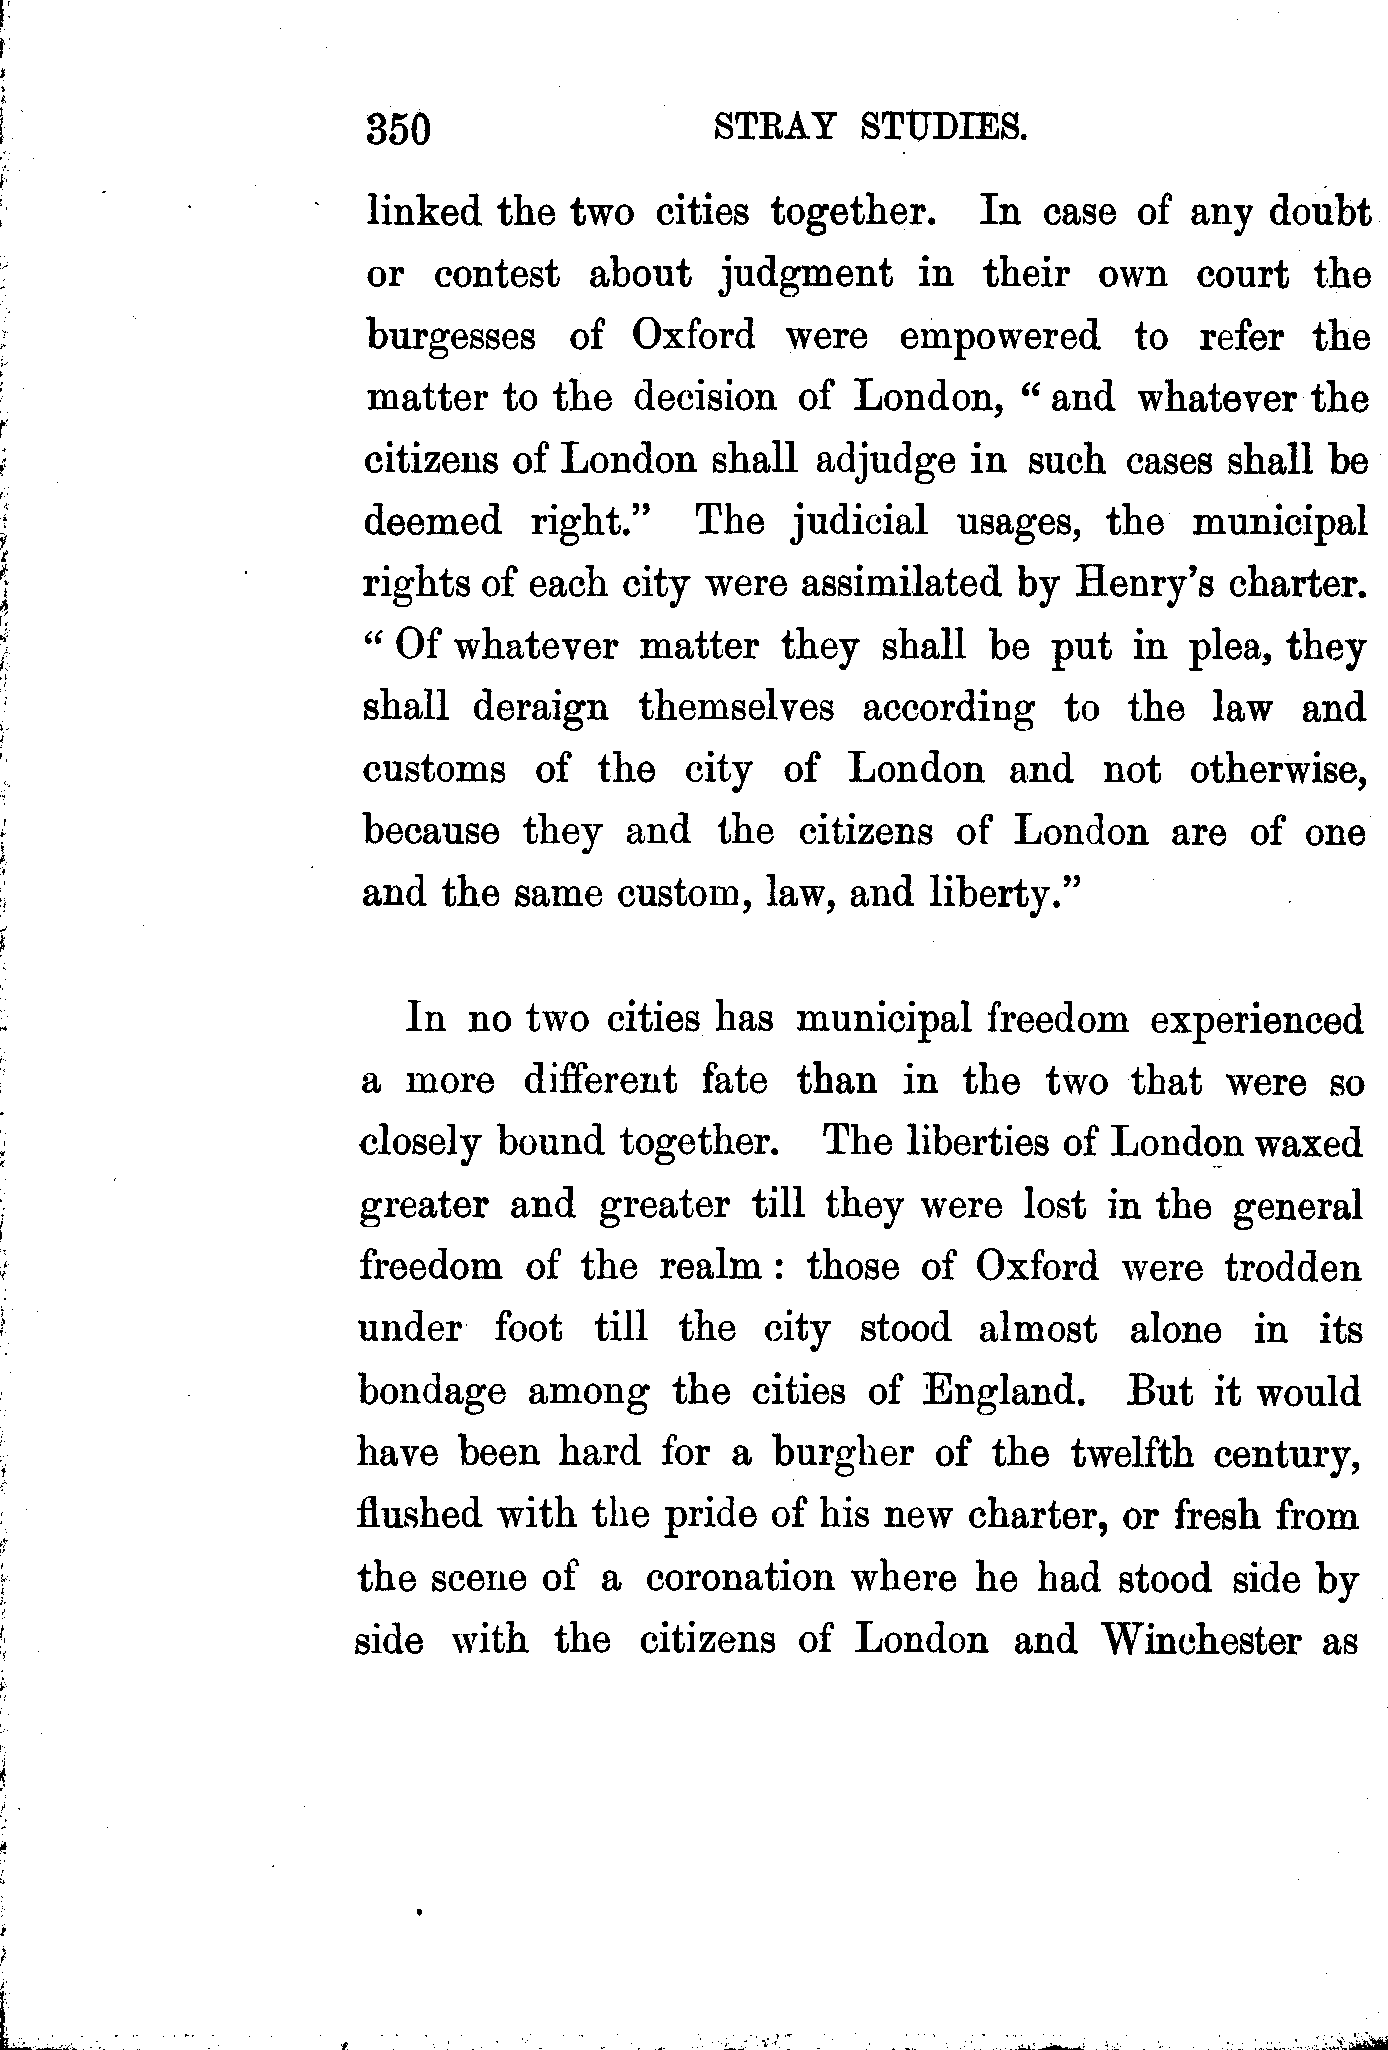 350 STRAY STUDIES.
linked the two cities together. In case of any doubt
or contest about judgment in their own court the
burgesses of Oxford were empowered to refer the
matter to the decision of London, “ and whatever the
citizens of London shall adjudge in such cases shall be
deemed right.” The judicial usages, the municipal
rights of each city were assimilated by Henry’s charter.
“ Of whatever matter they shall be put in plea, they
shall deraign themselves according to the law and
customs of the city of London and not otherwise,
because they and the citizens of London are of one
and the same custom, law, and liberty.”
In no two cities has municipal freedom experienced
a more different fate than in the two that were so
closely bound together. The liberties of London waxed
greater and greater till they were lost in the general
freedom of the realm : those of Oxford were trodden
under foot till the city stood almost alone in its
bondage among the cities of England. But it would
have been hard for a burgher of the twelfth century,
flushed with the pride of his new charter, or fresh from
the scene of a coronation where he had stood side by
side with the citizens of London and Winchester as